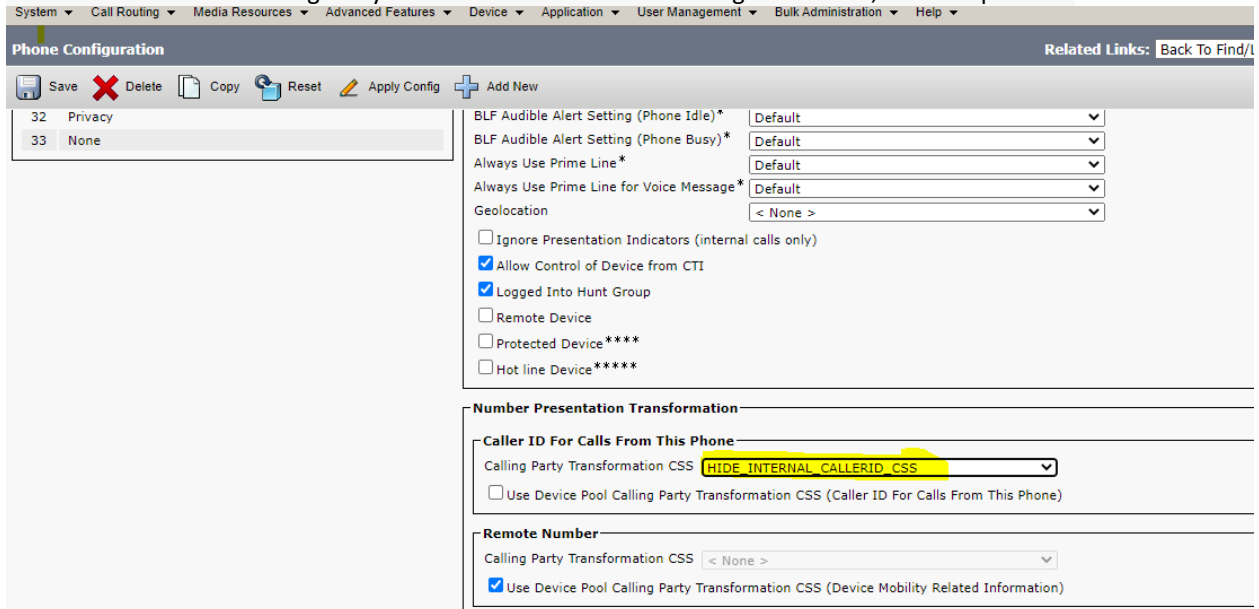 System Call Routing Media Resources Advanced Features Device Application User Management Bulk Administration Help
Phone Configuration
Related Links: Back To Find/L
Save Delete Copy Reset Apply Config Add New
32 Privacy
33 None
BLF Audible Alert Setting (Phone Idle)* Default
BLF Audible Alert Setting (Phone Busy)* Default
Always Use Prime Line* Default
Always Use Prime Line for Voice Message* Default
Geolocation < None >
Ignore Presentation Indicators (internal calls only)
Allow Control of Device from CTI
Logged Into Hunt Group
Remote Device
Protected Device****
Hot line Device*****
Number Presentation Transformation
Caller ID For Calls From This Phone
Calling Party Transformation CSS HIDE_INTERNAL_CALLERID_CSS
Use Device Pool Calling Party Transformation CSS (Caller ID For Calls From This Phone)
Remote Number
Calling Party Transformation CSS < None >
Use Device Pool Calling Party Transformation CSS (Device Mobility Related Information)